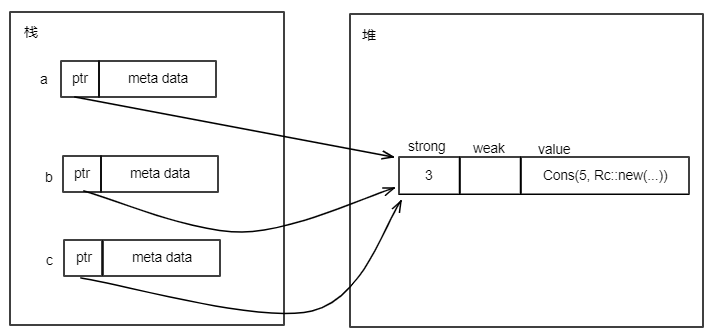 栈
堆
a ptr meta data
strong weak value
3 Cons(5, Rc::new(...))
b ptr meta data
c ptr meta data